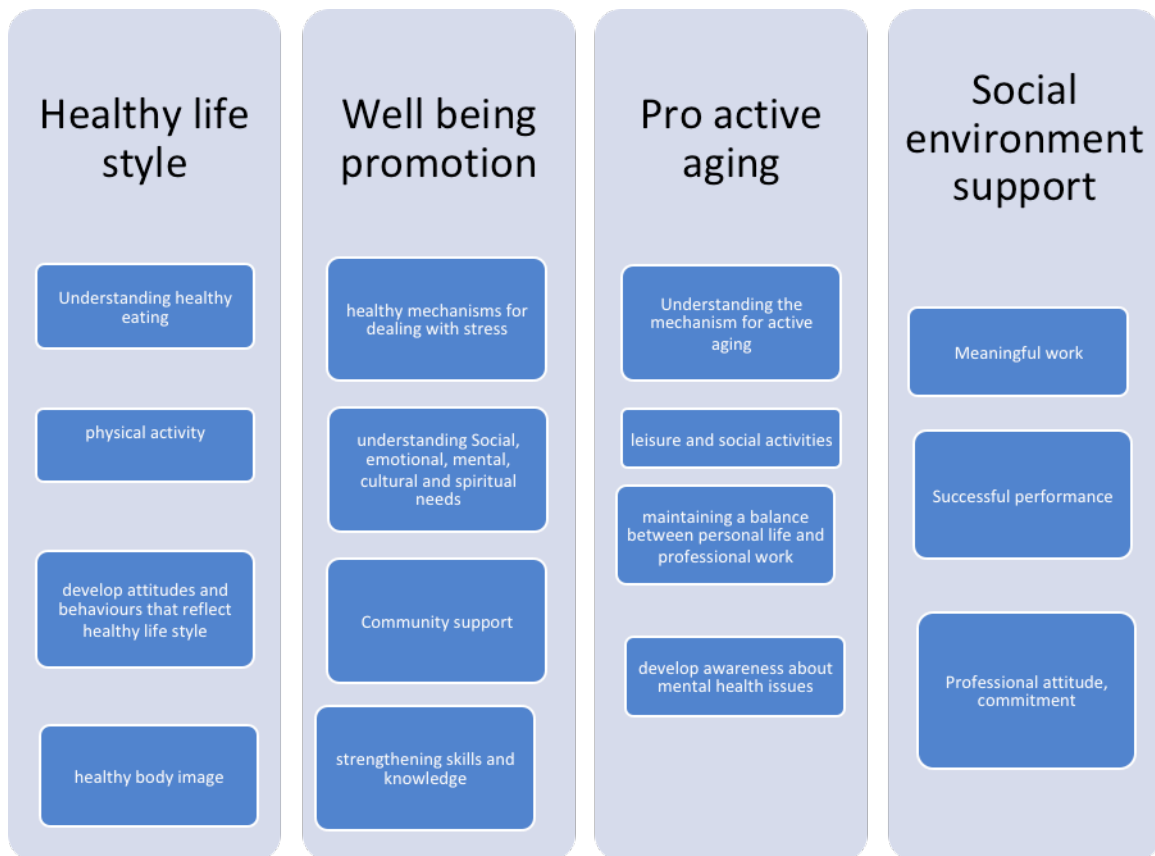 Healthy life
style
Understanding healthy
eating
physical activity
develop attitudes and
behaviours that reflect
healthy life style
healthy body image
Well being
promotion
healthy mechanisms for
dealing with stress
understanding Social,
emotional, mental,
cultural and spiritual
needs
Community support
strengthening skills and
knowledge
Pro active
aging
Understanding the
mechanism for active
aging
leisure and social activities
maintaining a balance
between personal life and
professional work
develop awareness about
mental health issues
Social
environment
support
Meaningful work
Successful performance
Professional attitude,
commitment